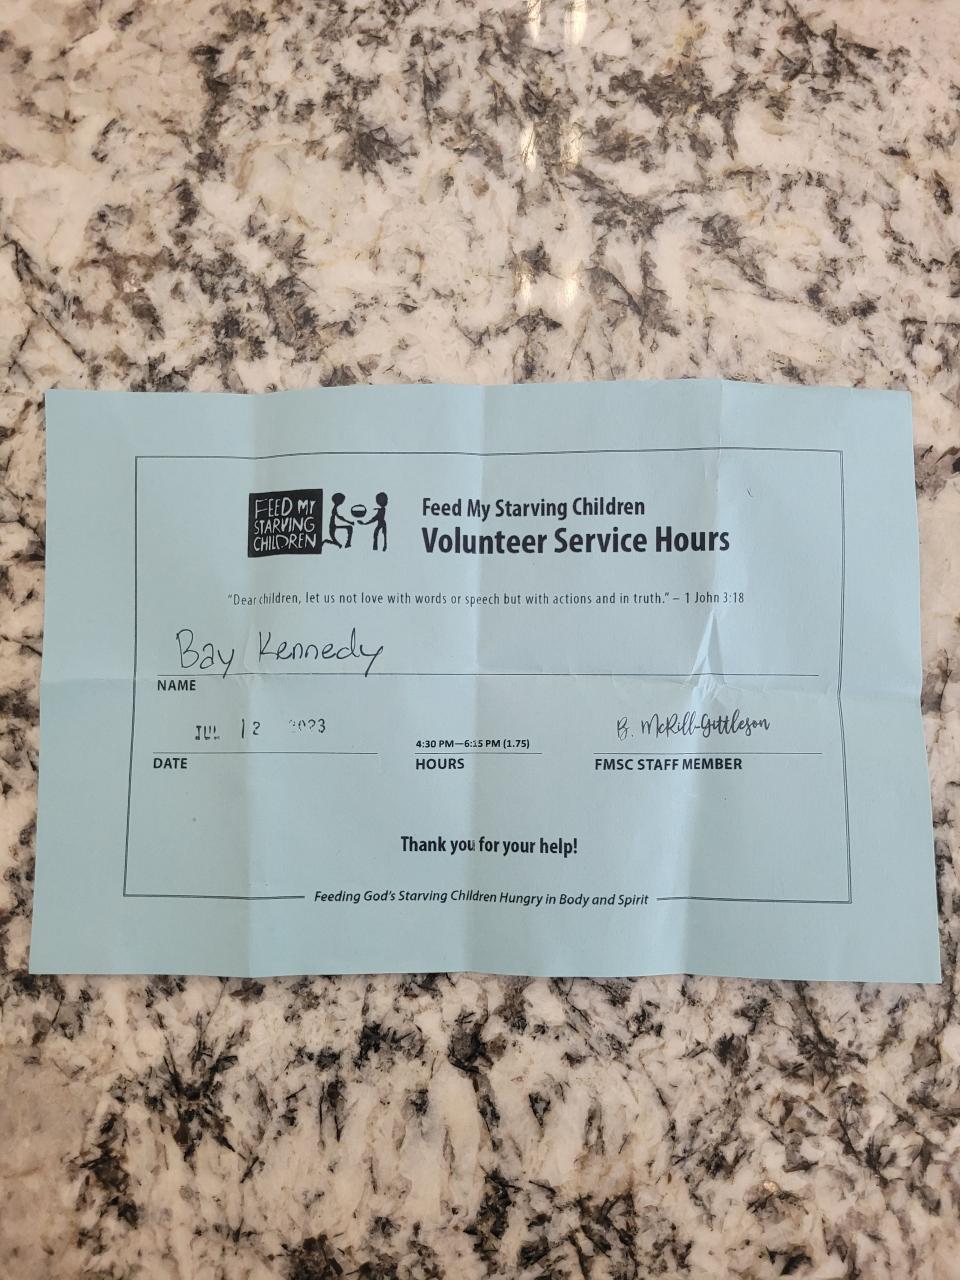 FEED MY
STARVING
CHILDREN
Feed My Starving Children
Volunteer Service Hours
"Dear children, let us not love with words or speech but with actions and in truth." – 1 John 3:18
Bay Kennedy
NAME
JUL 12 2023
4:30 PM—6:15 PM (1.75)
B. McRill-Gittleson
DATE
HOURS
FMSC STAFF MEMBER
Thank you for your help!
Feeding God's Starving Children Hungry in Body and Spirit